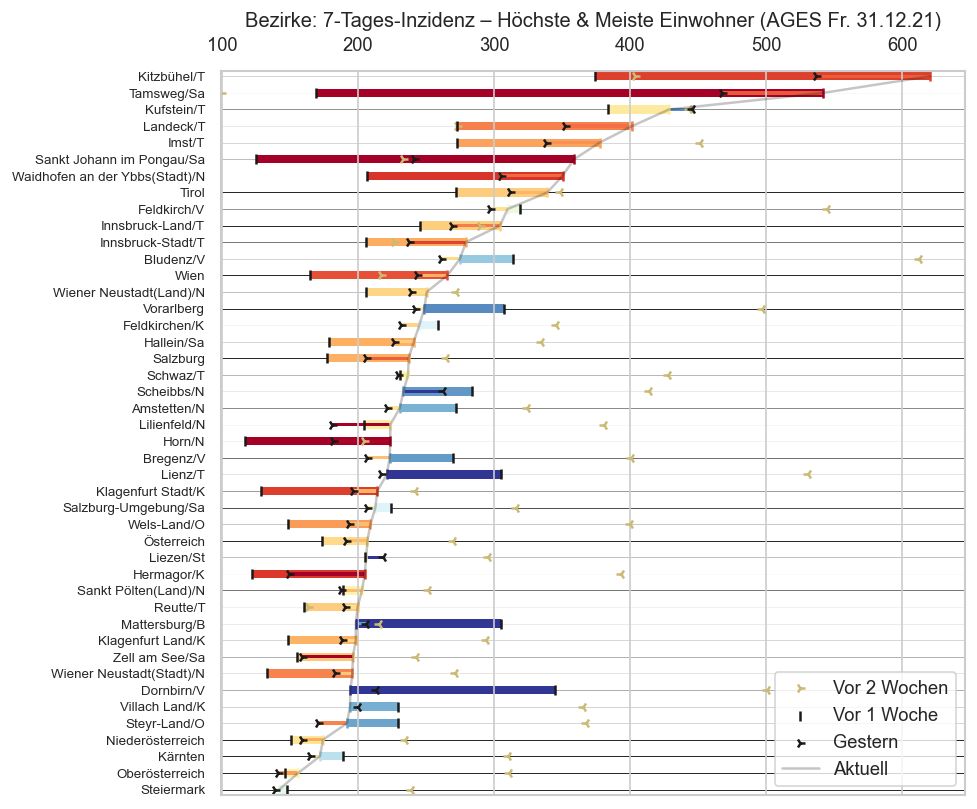 Bezirke: 7-Tages-Inzidenz – Höchste & Meiste Einwohner (AGES Fr. 31.12.21)
100 200 300 400 500 600
Kitzbühel/T
Tamsweg/Sa
Kufstein/T
Landeck/T
Imst/T
Sankt Johann im Pongau/Sa
Waidhofen an der Ybbs(Stadt)/N
Tirol
Feldkirch/V
Innsbruck-Land/T
Innsbruck-Stadt/T
Bludenz/V
Wien
Wiener Neustadt(Land)/N
Vorarlberg
Feldkirchen/K
Hallein/Sa
Salzburg
Schwaz/T
Scheibbs/N
Amstetten/N
Lilienfeld/N
Horn/N
Bregenz/V
Lienz/T
Klagenfurt Stadt/K
Salzburg-Umgebung/Sa
Wels-Land/O
Österreich
Liezen/St
Hermagor/K
Sankt Pölten(Land)/N
Reutte/T
Mattersburg/B
Klagenfurt Land/K
Zell am See/Sa
Wiener Neustadt(Stadt)/N
Dornbirn/V
Villach Land/K
Steyr-Land/O
Niederösterreich
Kärnten
Oberösterreich
Steiermark
Vor 2 Wochen
Vor 1 Woche
Gestern
Aktuell